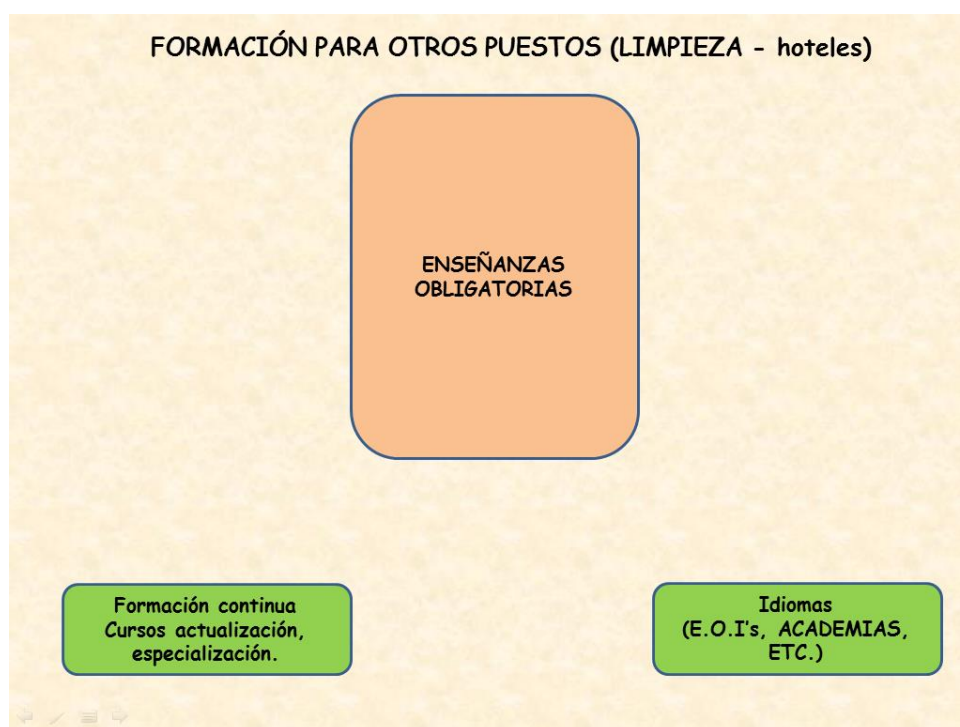 FORMACIÓN PARA OTROS PUESTOS (LIMPIEZA - hoteles)
ENSEÑANZAS
OBLIGATORIAS
Formación continua
Cursos actualización,
especialización.
Idiomas
(E.O.I's, ACADEMIAS,
ETC.)